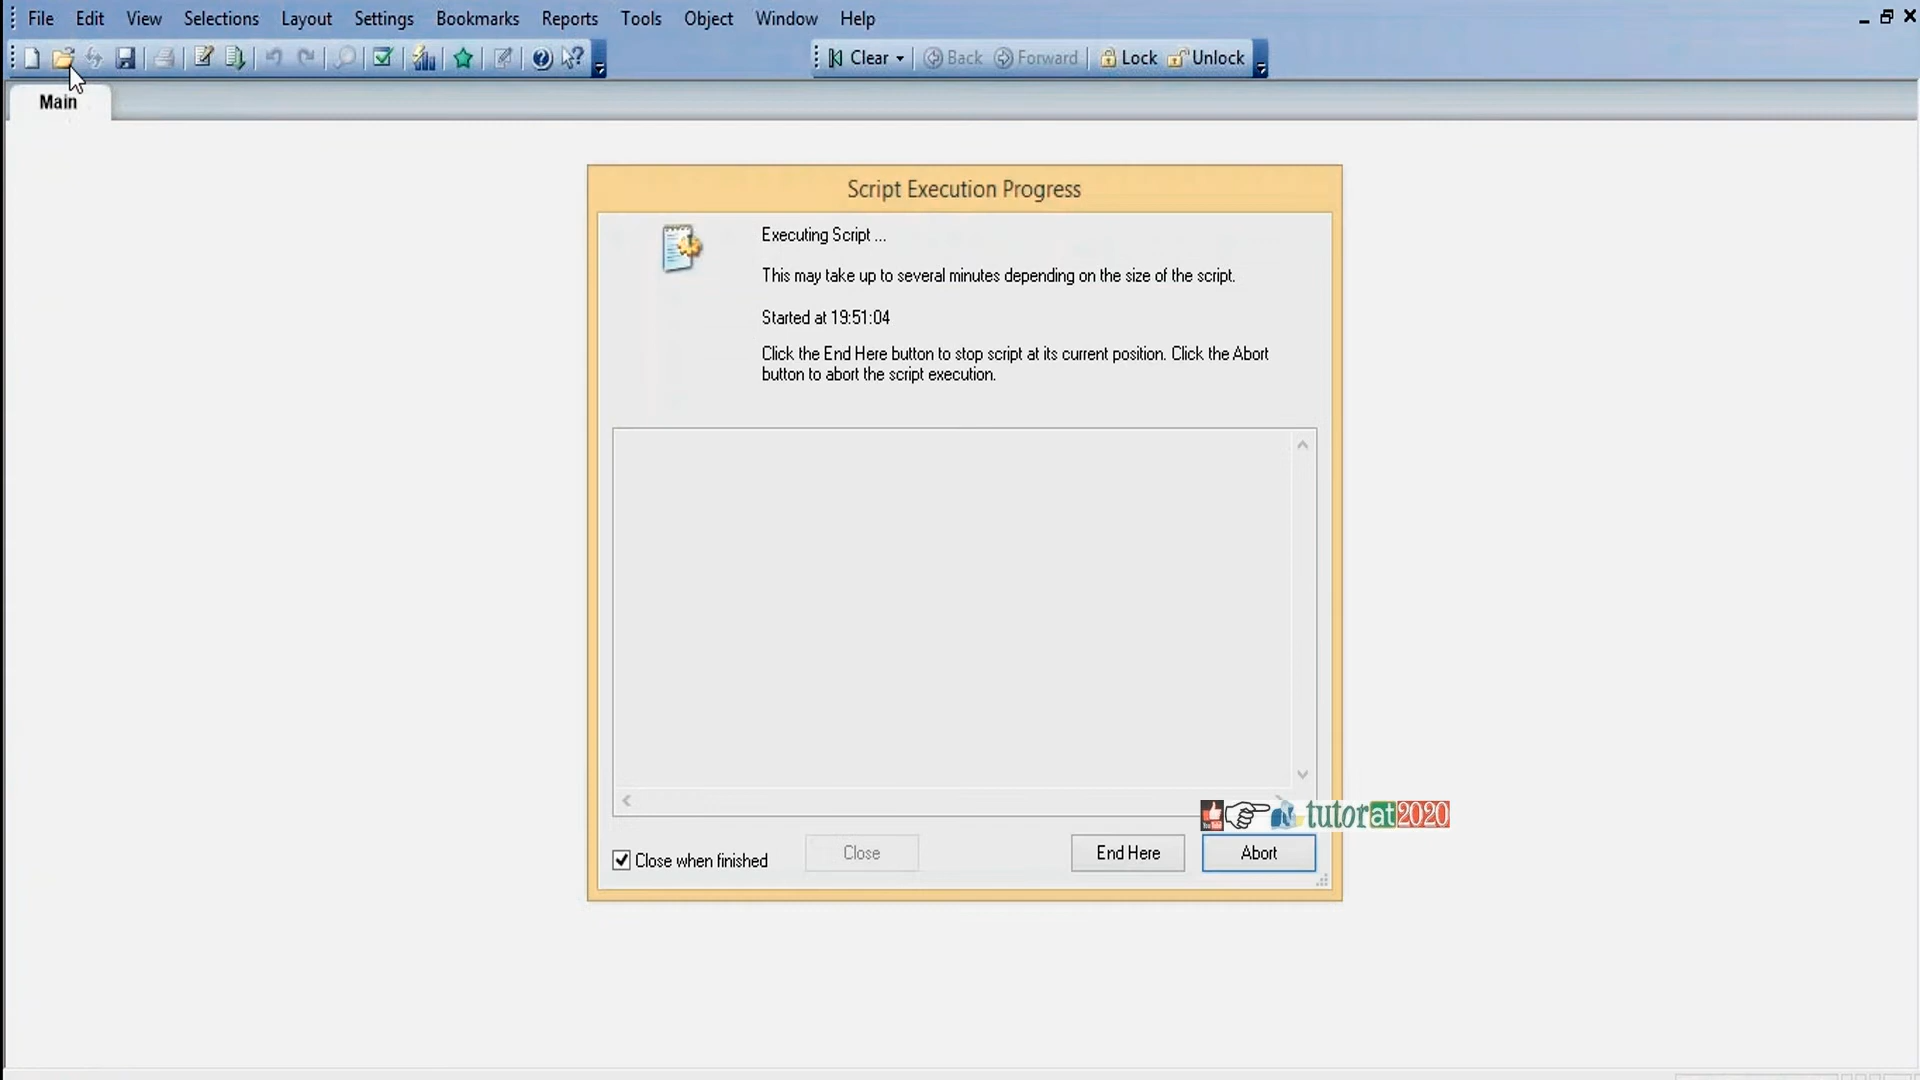 File Edit View Selections Layout Settings Bookmarks Reports Tools Object Window Help
Clear Back Forward Lock Unlock
Main
Script Execution Progress
Executing Script ...
This may take up to several minutes depending on the size of the script.
Started at 19:51:04
Click the End Here button to stop script at its current position. Click the Abort
button to abort the script execution.
tutorat2020
Close when finished Close End Here Abort